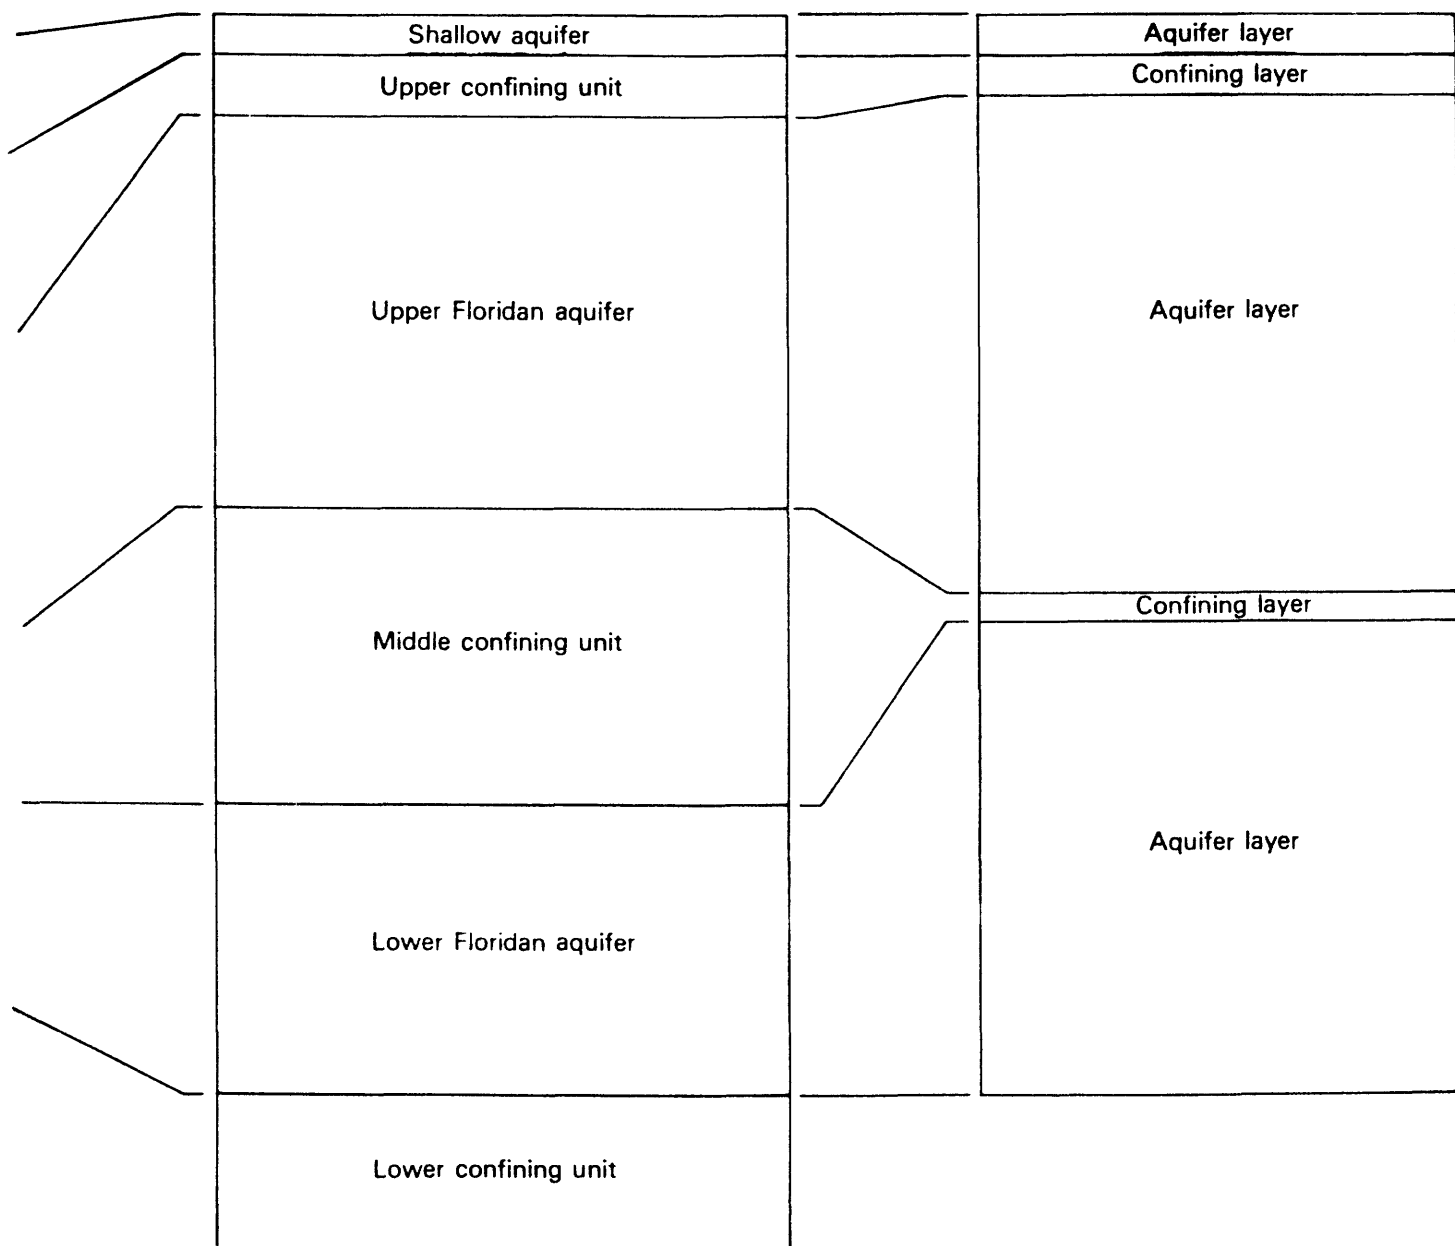 Shallow aquifer
Upper confining unit
Upper Floridan aquifer
Middle confining unit
Lower Floridan aquifer
Lower confining unit
Aquifer layer
Confining layer
Aquifer layer
Confining layer
Aquifer layer